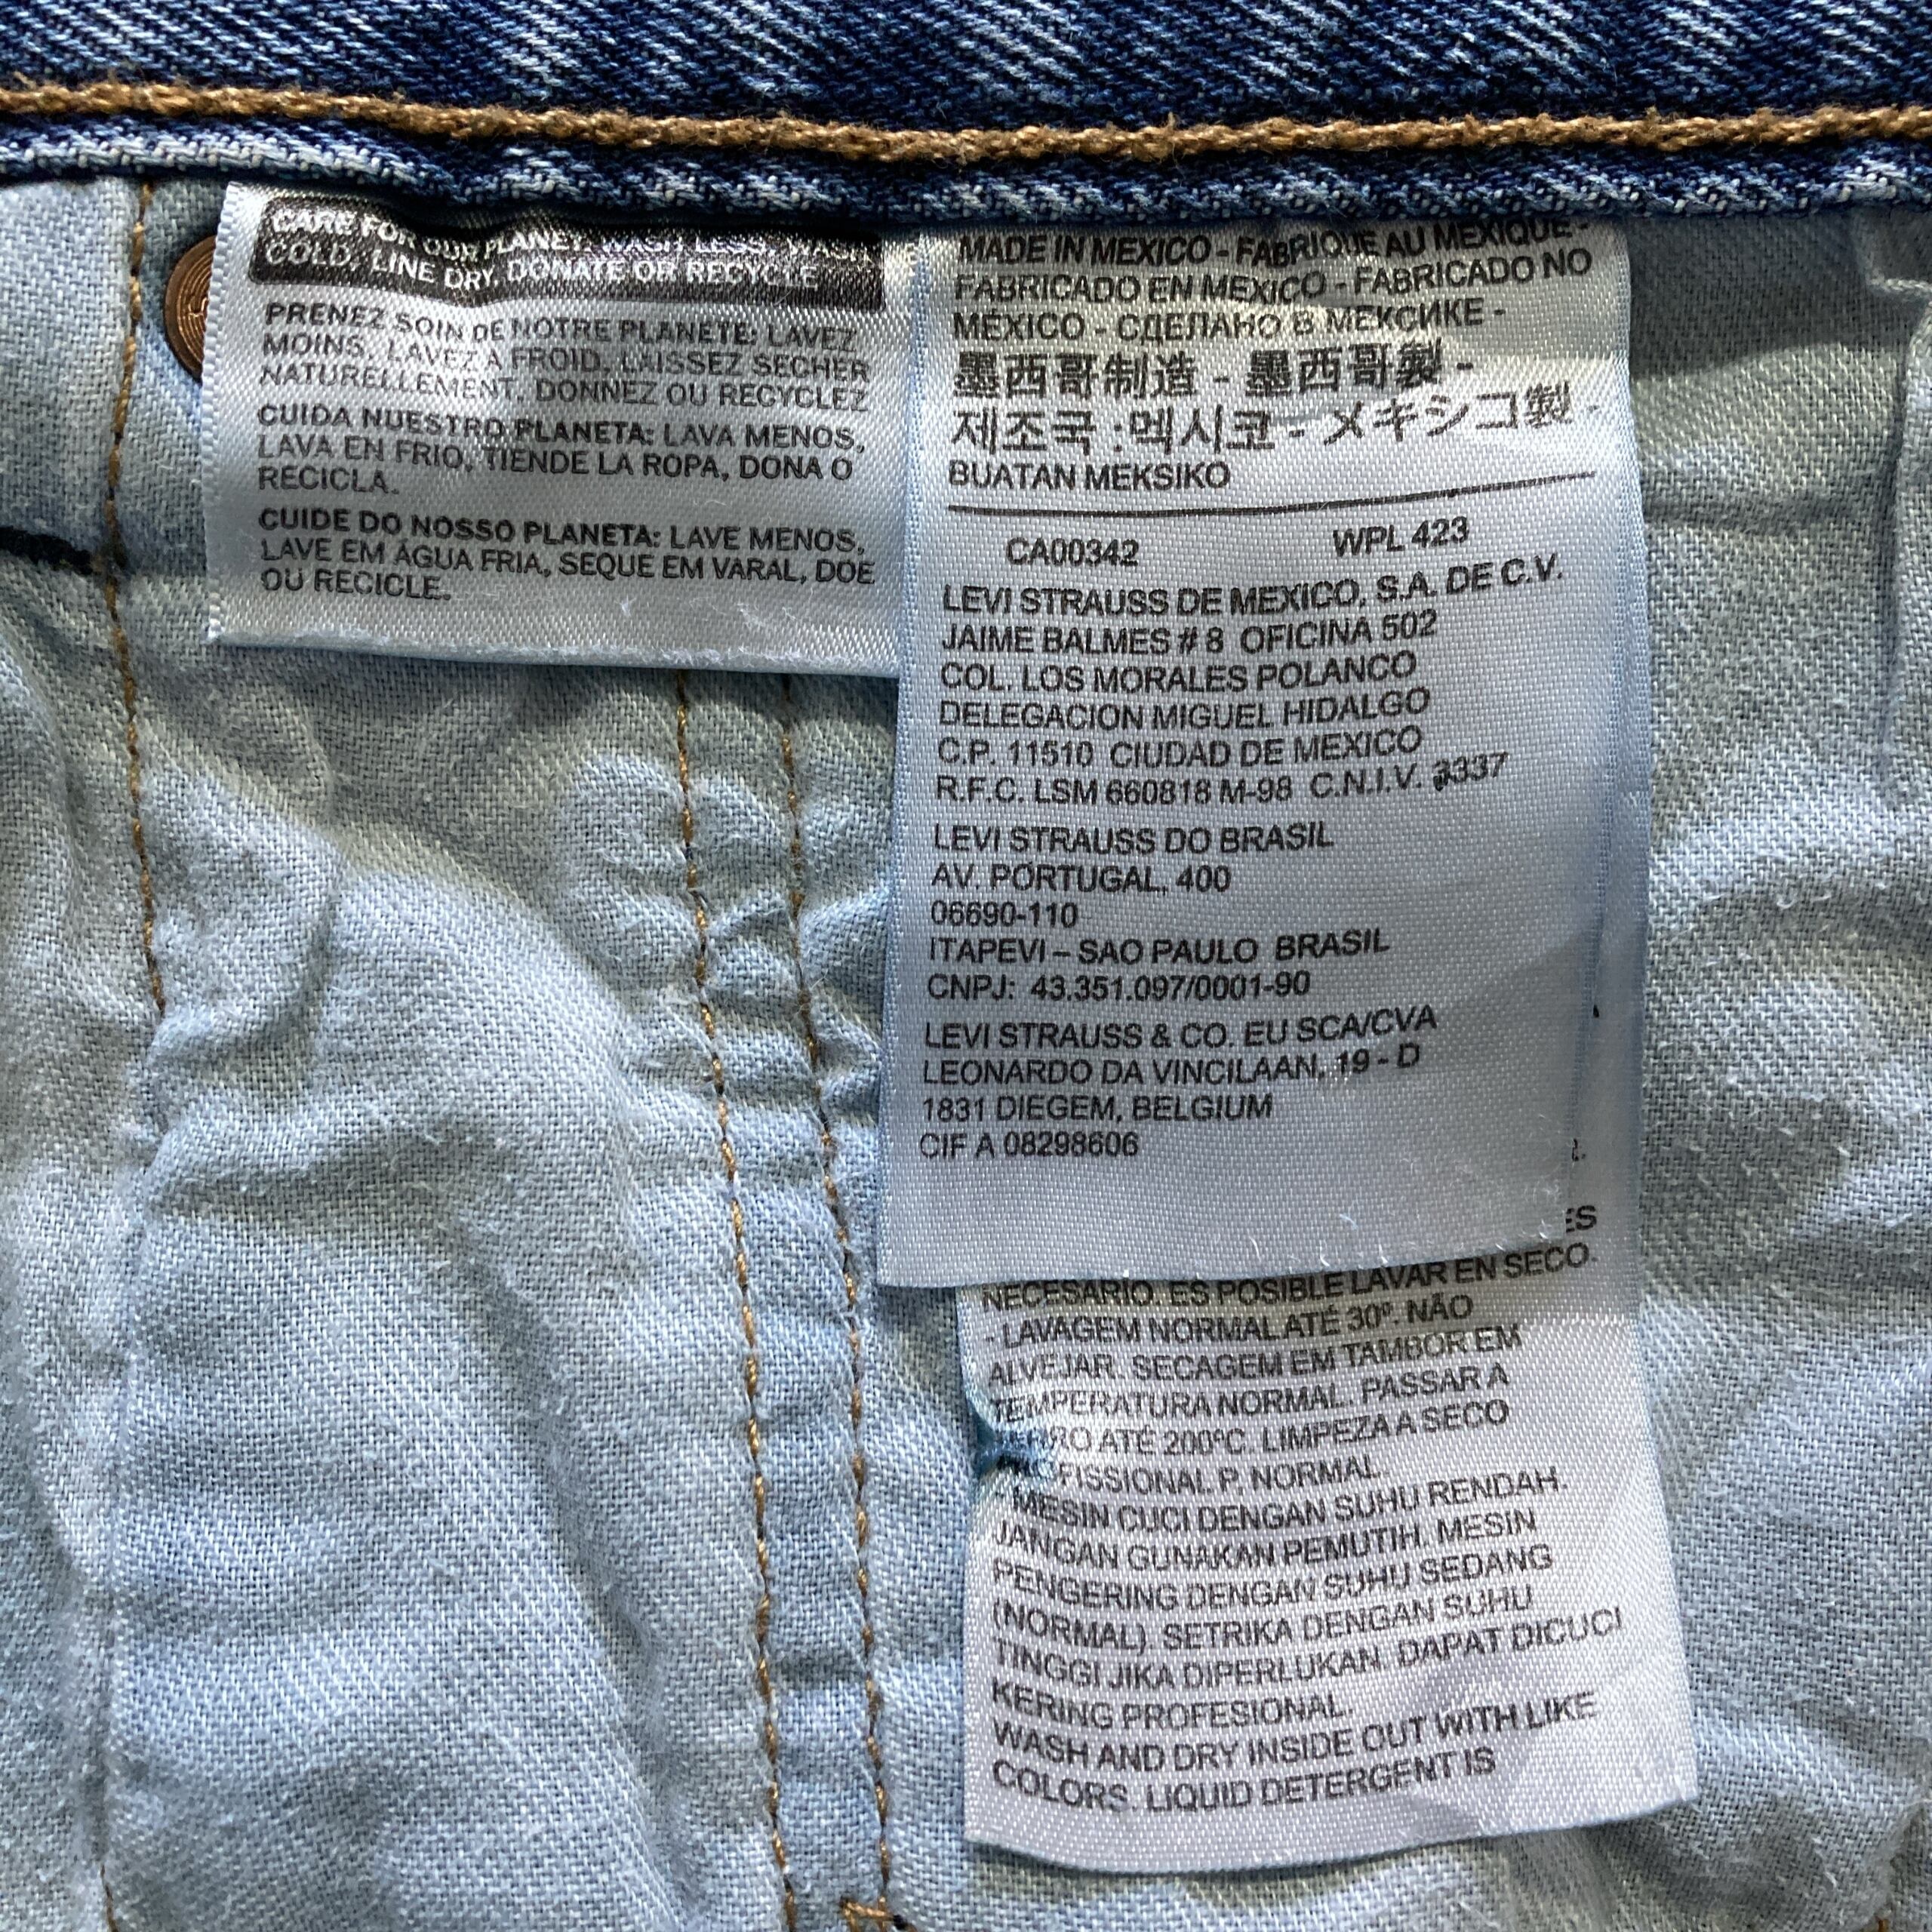 CARE FOR OUR PLANET: WASH LESS, WASH
COLD, LINE DRY, DONATE OR RECYCLE
PRENEZ SOIN DE NOTRE PLANETE: LAVEZ
MOINS, LAVEZ A FROID, LAISSEZ SECHER
NATURELLEMENT, DONNEZ OU RECYCLEZ
CUIDA NUESTRO PLANETA: LAVA MENOS,
LAVA EN FRIO, TIENDE LA ROPA, DONA O
RECICLA.
CUIDE DO NOSSO PLANETA: LAVE MENOS,
LAVE EM ÁGUA FRIA, SEQUE EM VARAL, DOE
OU RECICLE.
MADE IN MEXICO - FABRIQUE AU MEXIQUE -
FABRICADO EN MEXICO - FABRICADO NO
MÉXICO - СДЕЛАНО В МЕКСИКЕ -
墨西哥制造 - 墨西哥製 -
제조국 :멕시코 - メキシコ製 -
BUATAN MEKSIKO
CA00342 WPL 423
LEVI STRAUSS DE MEXICO, S.A. DE C.V.
JAIME BALMES # 8 OFICINA 502
COL. LOS MORALES POLANCO
DELEGACION MIGUEL HIDALGO
C.P. 11510 CIUDAD DE MEXICO
R.F.C. LSM 660818 M-98 C.N.I.V. 3337
LEVI STRAUSS DO BRASIL
AV. PORTUGAL, 400
06690-110
ITAPEVI – SAO PAULO BRASIL
CNPJ: 43.351.097/0001-90
LEVI STRAUSS & CO. EU SCA/CVA
LEONARDO DA VINCILAAN, 19 - D
1831 DIEGEM, BELGIUM
CIF A 08298606
NECESARIO. ES POSIBLE LAVAR EN SECO
- LAVAGEM NORMAL ATÉ 30º. NÃO
ALVEJAR. SECAGEM EM TAMBOR EM
TEMPERATURA NORMAL. PASSAR A
ATÉ 200ºC. LIMPEZA A SECO
P, NORMAL.
MESIN CUCI DENGAN SUHU RENDAH.
JANGAN GUNAKAN PEMUTIH. MESIN
PENGERING DENGAN SUHU SEDANG
(NORMAL). SETRIKA DENGAN SUHU
TINGGI JIKA DIPERLUKAN. DAPAT DICUCI
KERING PROFESIONAL
WASH AND DRY INSIDE OUT WITH LIKE
COLORS. LIQUID DETERGENT IS